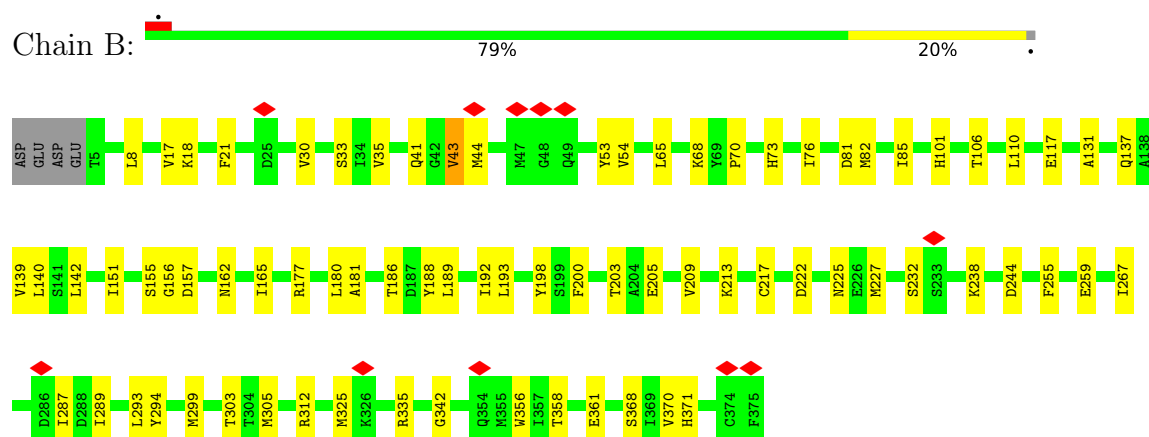 Chain B:
79% 20%
ASP GLU ASP GLU T5 L8 V17 K18 F21 D25 V30 S33 I34 V35 Q41 G42 V43 M44 M47 G48 Q49 Y53 V54 L65 K68 Y69 P70 H73 I76 D81 M82 I85 H101 T106 L110 E117 A131 Q137 A138
V139 L140 S141 L142 I151 S155 G156 D157 N162 I165 R177 L180 A181 T186 D187 Y188 L189 I192 L193 Y198 S199 F200 T203 A204 E205 V209 K213 C217 D222 N225 E226 M227 S232 S233 K238 D244 F255 E259 I267
D286 I287 D288 I289 L293 Y294 M299 T303 T304 M305 R312 M325 K326 R335 G342 Q354 M355 W356 I357 T358 E361 S368 I369 V370 H371 C374 F375